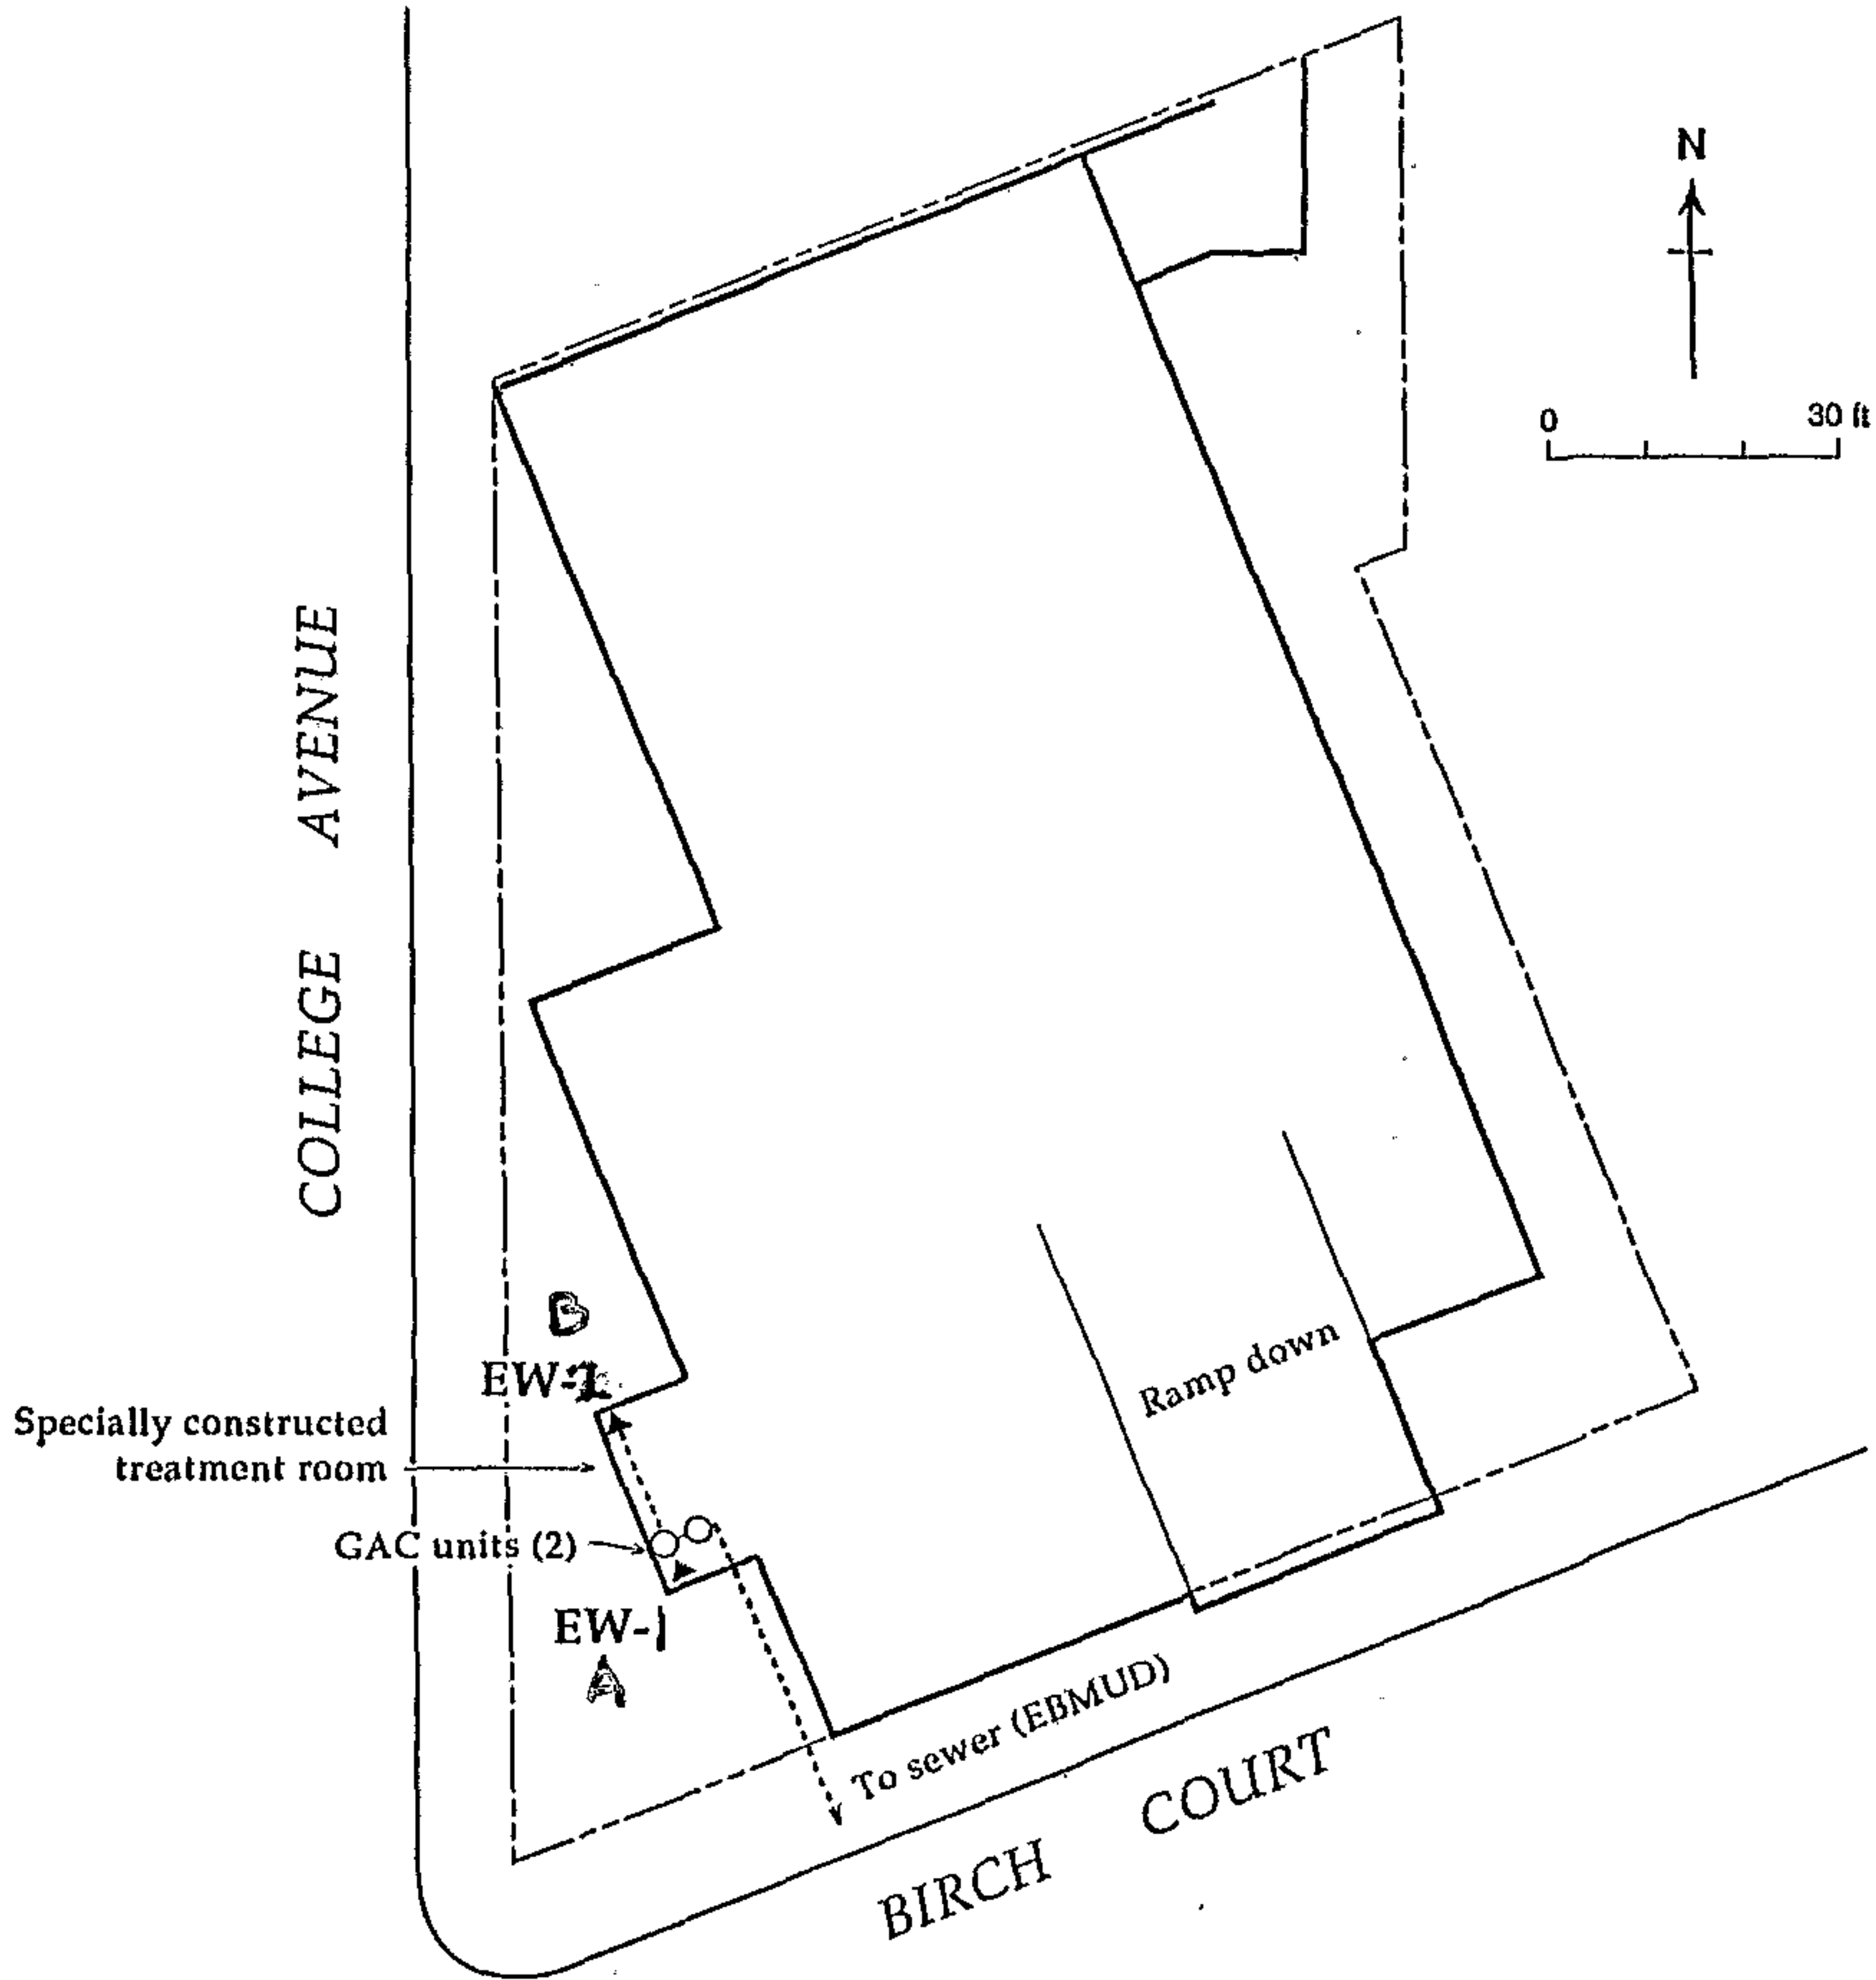 N
0 30 ft
COLLEGE AVENUE
B
EW-2
Specially constructed
treatment room
GAC units (2)
EW-1
A
Ramp down
To sewer (EBMUD)
BIRCH COURT